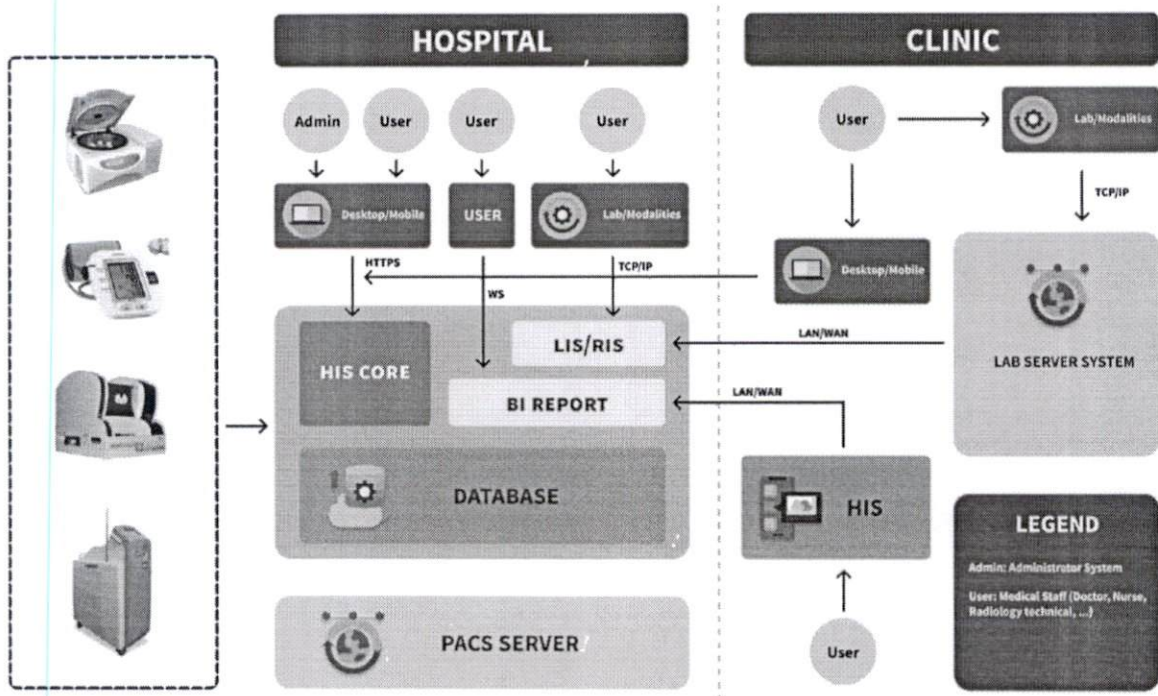 HOSPITAL
CLINIC
Admin
User
User
User
Desktop/Mobile
USER
Lab/Modalities
HTTPS
WS
TCP/IP
HIS CORE
LIS/RIS
BI REPORT
DATABASE
PACS SERVER
User
Lab/Modalities
TCP/IP
Desktop/Mobile
LAN/WAN
LAB SERVER SYSTEM
LAN/WAN
HIS
User
LEGEND
Admin: Administrator System
User: Medical Staff (Doctor, Nurse,
Radiology technical, ...)